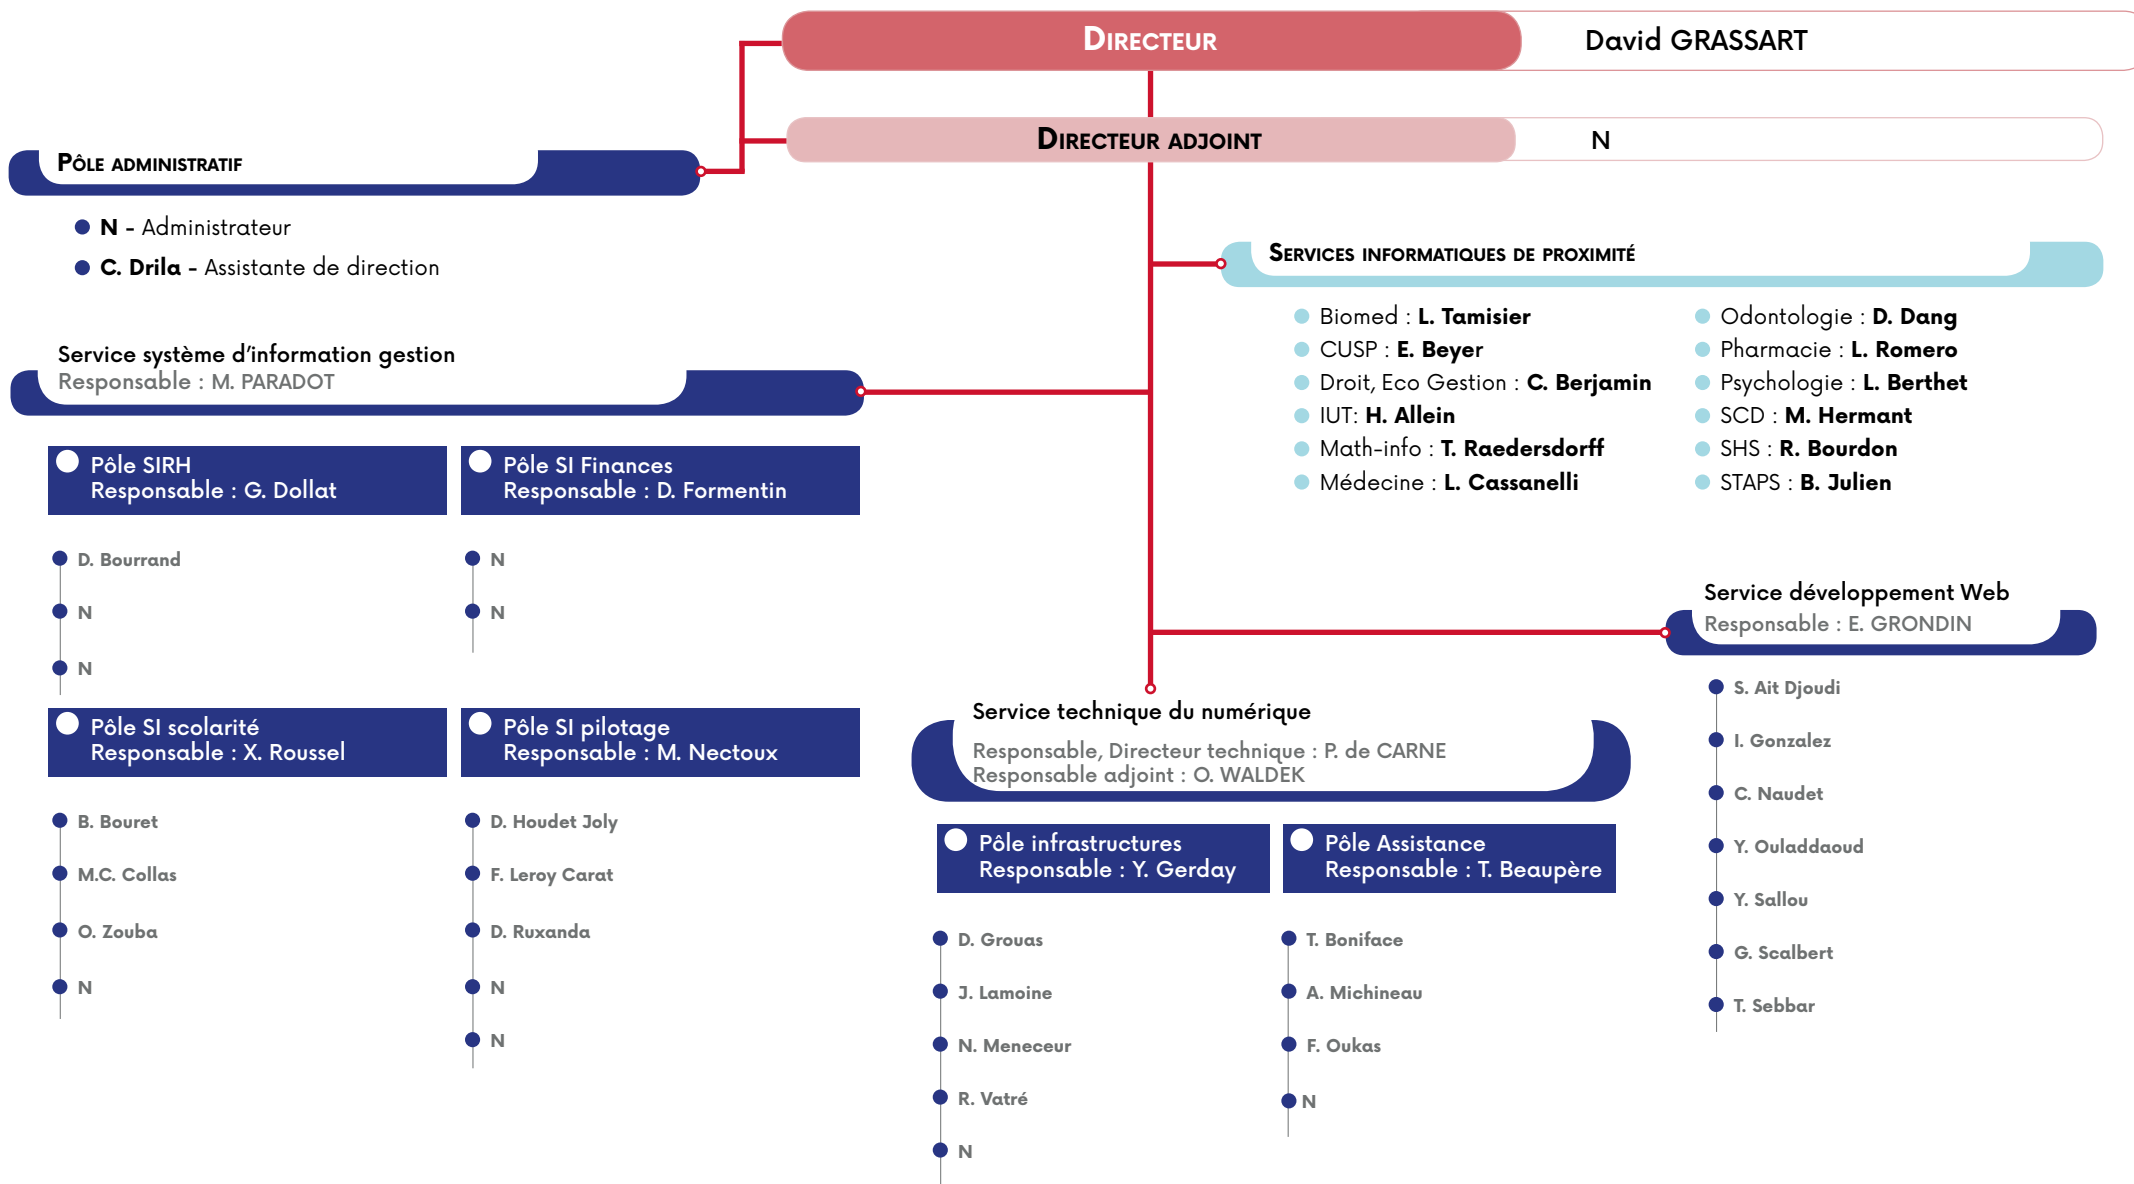 Directeur
David GRASSART
Directeur adjoint
N
Pôle administratif
N - Administrateur
C. Drila - Assistante de direction
Services informatiques de proximité
Biomed : L. Tamisier
CUSP : E. Beyer
Droit, Eco Gestion : C. Berjamin
IUT: H. Allein
Math-info : T. Raedersdorff
Médecine : L. Cassanelli
Odontologie : D. Dang
Pharmacie : L. Romero
Psychologie : L. Berthet
SCD : M. Hermant
SHS : R. Bourdon
STAPS : B. Julien
Service système d’information gestion
Responsable : M. PARADOT
Pôle SIRH
Responsable : G. Dollat
D. Bourrand
N
N
Pôle SI Finances
Responsable : D. Formentin
N
N
Pôle SI scolarité
Responsable : X. Roussel
B. Bouret
M.C. Collas
O. Zouba
N
Pôle SI pilotage
Responsable : M. Nectoux
D. Houdet Joly
F. Leroy Carat
D. Ruxanda
N
N
Service technique du numérique
Responsable, Directeur technique : P. de CARNE
Responsable adjoint : O. WALDEK
Pôle infrastructures
Responsable : Y. Gerday
D. Grouas
J. Lamoine
N. Meneceur
R. Vatré
N
Pôle Assistance
Responsable : T. Beaupère
T. Boniface
A. Michineau
F. Oukas
N
Service développement Web
Responsable : E. GRONDIN
S. Ait Djoudi
I. Gonzalez
C. Naudet
Y. Ouladdaoud
Y. Sallou
G. Scalbert
T. Sebbar